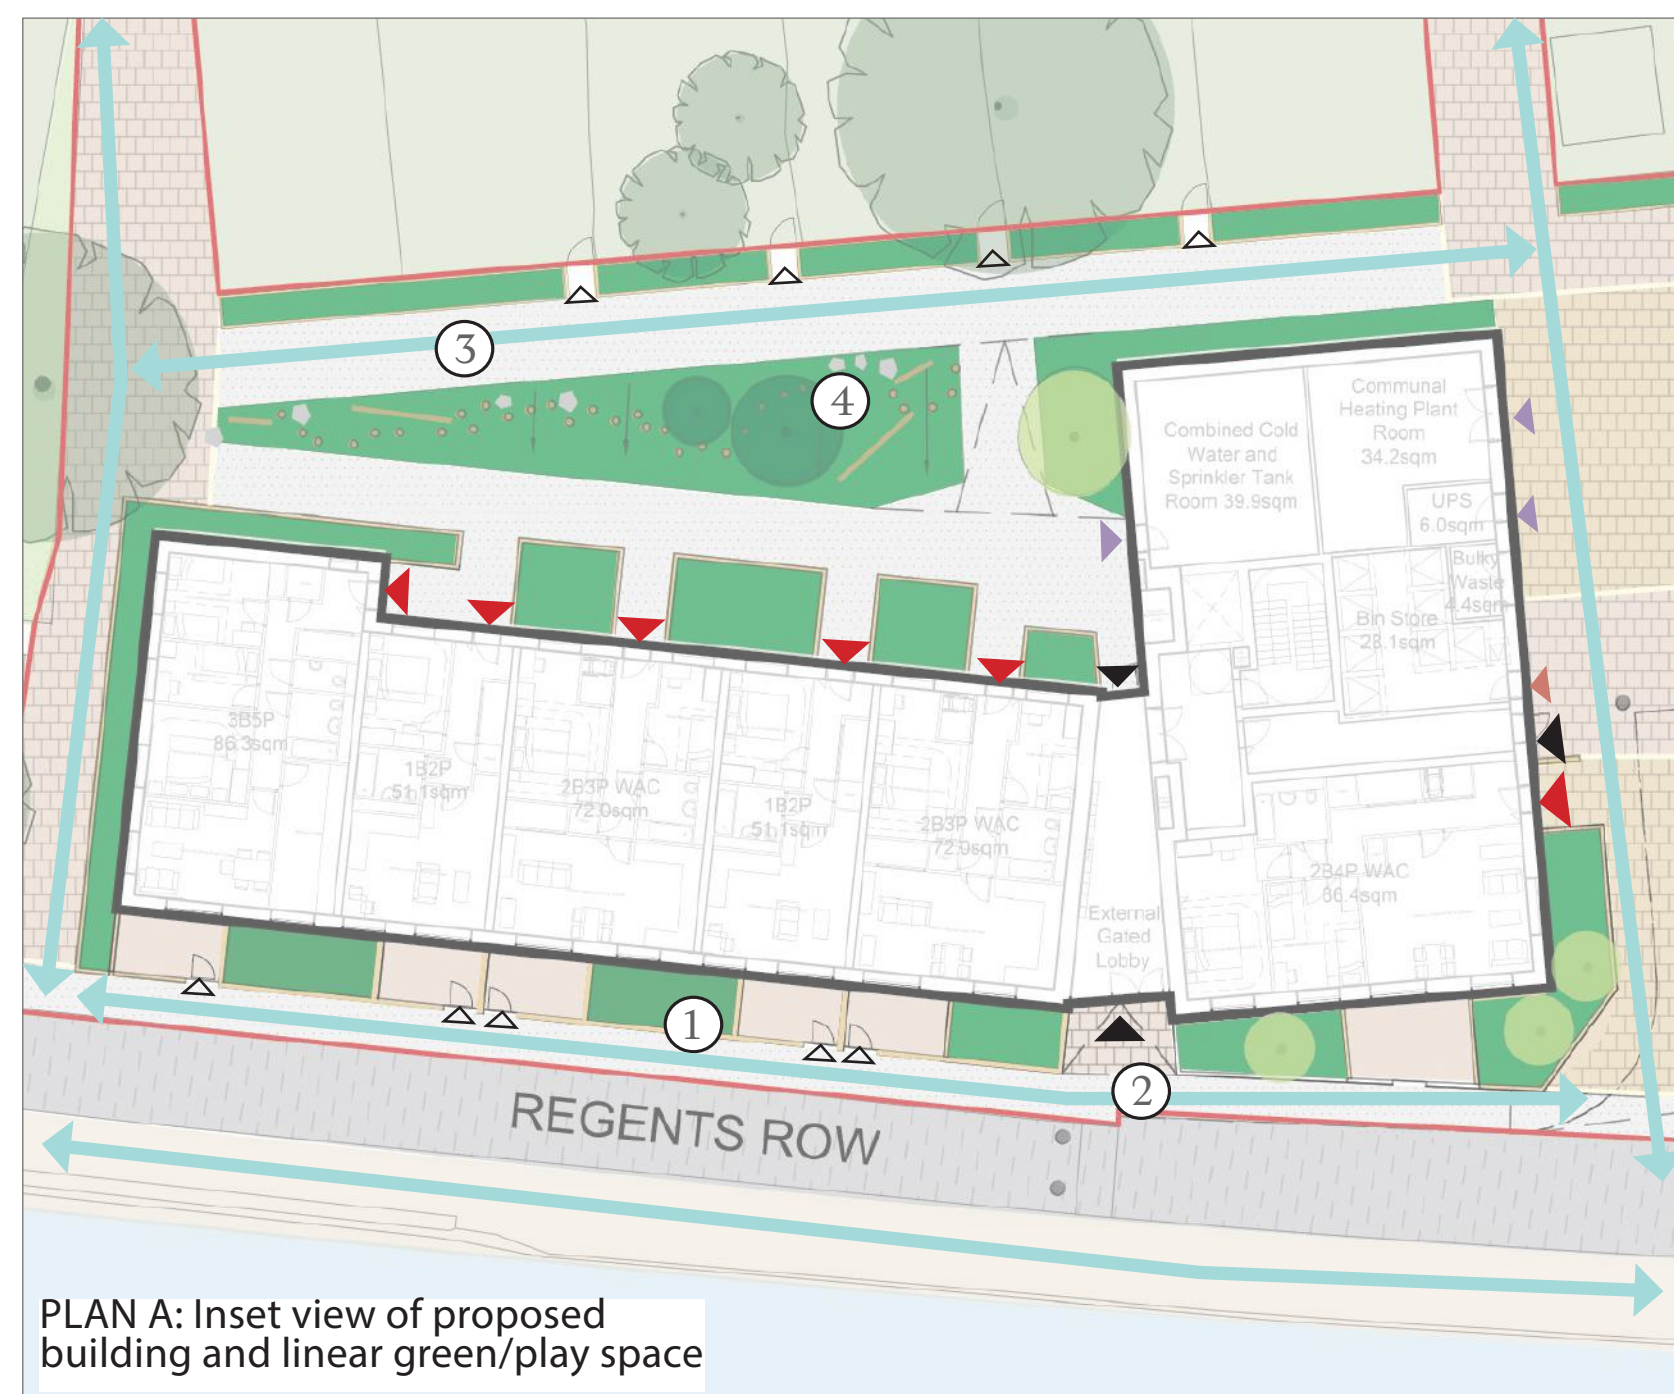 3
4
Combined Cold
Water and
Sprinkler Tank
Room 39.9sqm
Communal
Heating Plant
Room
34.2sqm
UPS
6.0sqm
Bulky
Waste
4.4sqm
Bin Store
28.1sqm
3B5P
86.3sqm
1B2P
51.1sqm
2B3P WAC
72.0sqm
1B2P
51.1sqm
2B3P WAC
72.0sqm
2B4P WAC
86.4sqm
External
Gated
Lobby
1
2
REGENTS ROW
PLAN A: Inset view of proposed
building and linear green/play space